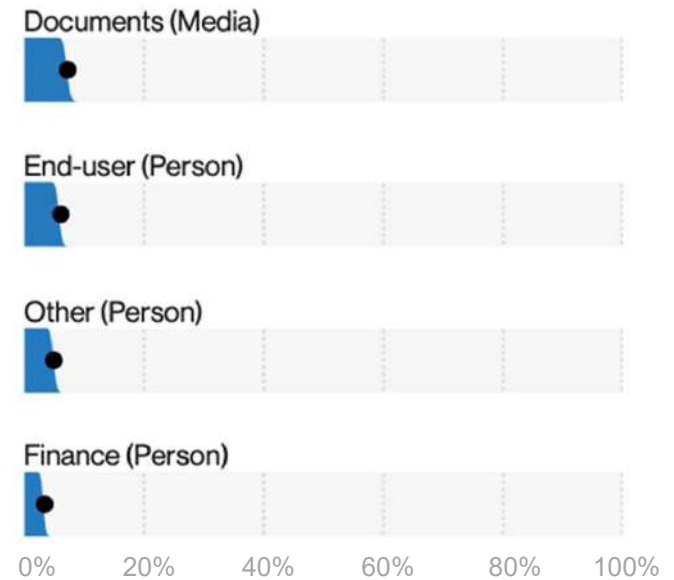 Documents (Media)
End-user (Person)
Other (Person)
Finance (Person)
0% 20% 40% 60% 80% 100%